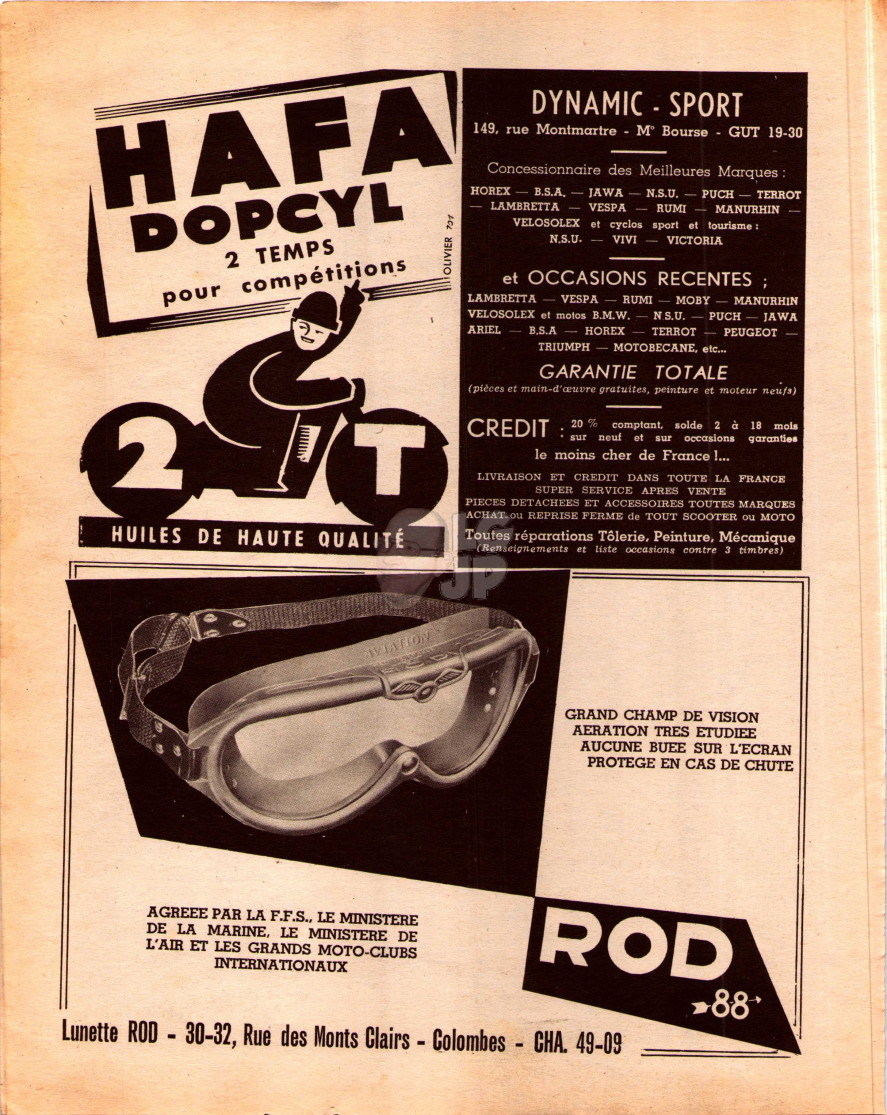 HAFA
DOPCYL
2 TEMPS
pour compétitions
OLIVIER
2 T
HUILES DE HAUTE QUALITÉ
DYNAMIC - SPORT
149, rue Montmartre - M° Bourse - GUT 19-30
Concessionnaire des Meilleures Marques :
HOREX — B.S.A. — JAWA — N.S.U. — PUCH — TERROT
— LAMBRETTA — VESPA — RUMI — MANURHIN —
VELOSOLEX et cyclos sport et tourisme :
N.S.U. — VIVI — VICTORIA
et OCCASIONS RECENTES ;
LAMBRETTA — VESPA — RUMI — MOBY — MANURHIN
VELOSOLEX et motos B.M.W. — N.S.U. — PUCH — JAWA
ARIEL — B.S.A — HOREX — TERROT — PEUGEOT —
TRIUMPH — MOTOBECANE, etc...
GARANTIE TOTALE
(pièces et main-d'œuvre gratuites, peinture et moteur neufs)
CREDIT : 20 % comptant, solde 2 à 18 mois
sur neuf et sur occasions garanties
le moins cher de France !...
LIVRAISON ET CREDIT DANS TOUTE LA FRANCE
SUPER SERVICE APRES VENTE
PIECES DETACHEES ET ACCESSOIRES TOUTES MARQUES
ACHAT ou REPRISE FERME de TOUT SCOOTER ou MOTO
Toutes réparations Tôlerie, Peinture, Mécanique
(Renseignements et liste occasions contre 3 timbres)
LG
JP
AVIATION
GRAND CHAMP DE VISION
AERATION TRES ETUDIEE
AUCUNE BUEE SUR L'ECRAN
PROTEGE EN CAS DE CHUTE
AGREEE PAR LA F.F.S., LE MINISTERE
DE LA MARINE, LE MINISTERE DE
L'AIR ET LES GRANDS MOTO-CLUBS
INTERNATIONAUX
ROD
88
Lunette ROD - 30-32, Rue des Monts Clairs - Colombes - CHA. 49-09